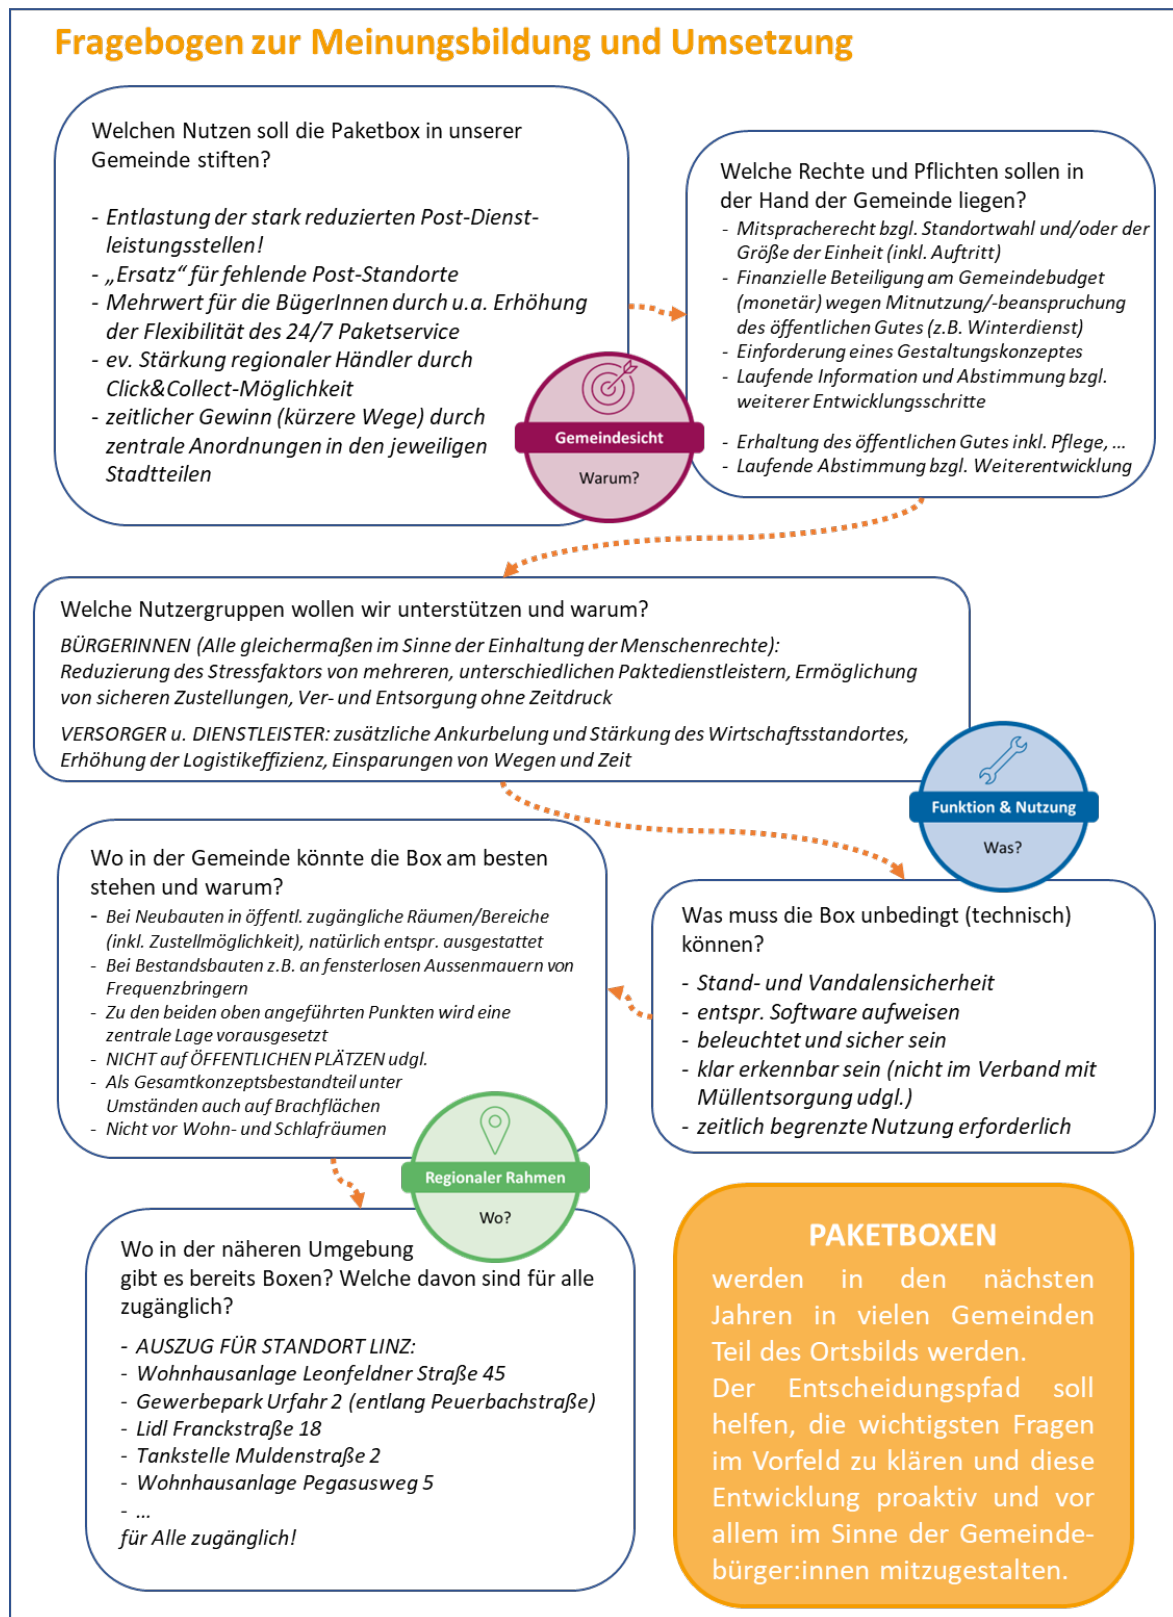 Fragebogen zur Meinungsbildung und Umsetzung
Welchen Nutzen soll die Paketbox in unserer
Gemeinde stiften?
- Entlastung der stark reduzierten Post-Dienst-
leistungsstellen!
- „Ersatz“ für fehlende Post-Standorte
- Mehrwert für die BügerInnen durch u.a. Erhöhung
der Flexibilität des 24/7 Paketservice
- ev. Stärkung regionaler Händler durch
Click&Collect-Möglichkeit
- zeitlicher Gewinn (kürzere Wege) durch
zentrale Anordnungen in den jeweiligen
Stadtteilen
Gemeindesicht
Warum?
Welche Rechte und Pflichten sollen in
der Hand der Gemeinde liegen?
- Mitspracherecht bzgl. Standortwahl und/oder der
Größe der Einheit (inkl. Auftritt)
- Finanzielle Beteiligung am Gemeindebudget
(monetär) wegen Mitnutzung/-beanspruchung
des öffentlichen Gutes (z.B. Winterdienst)
- Einforderung eines Gestaltungskonzeptes
- Laufende Information und Abstimmung bzgl.
weiterer Entwicklungsschritte
- Erhaltung des öffentlichen Gutes inkl. Pflege, ...
- Laufende Abstimmung bzgl. Weiterentwicklung
Welche Nutzergruppen wollen wir unterstützen und warum?
BÜRGERINNEN (Alle gleichermaßen im Sinne der Einhaltung der Menschenrechte):
Reduzierung des Stressfaktors von mehreren, unterschiedlichen Paktedienstleistern, Ermöglichung
von sicheren Zustellungen, Ver- und Entsorgung ohne Zeitdruck
VERSORGER u. DIENSTLEISTER: zusätzliche Ankurbelung und Stärkung des Wirtschaftsstandortes,
Erhöhung der Logistikeffizienz, Einsparungen von Wegen und Zeit
Funktion & Nutzung
Was?
Was muss die Box unbedingt (technisch)
können?
- Stand- und Vandalensicherheit
- entspr. Software aufweisen
- beleuchtet und sicher sein
- klar erkennbar sein (nicht im Verband mit
Müllentsorgung udgl.)
- zeitlich begrenzte Nutzung erforderlich
Wo in der Gemeinde könnte die Box am besten
stehen und warum?
- Bei Neubauten in öffentl. zugängliche Räumen/Bereiche
(inkl. Zustellmöglichkeit), natürlich entspr. ausgestattet
- Bei Bestandsbauten z.B. an fensterlosen Aussenmauern von
Frequenzbringern
- Zu den beiden oben angeführten Punkten wird eine
zentrale Lage vorausgesetzt
- NICHT auf ÖFFENTLICHEN PLÄTZEN udgl.
- Als Gesamtkonzeptsbestandteil unter
Umständen auch auf Brachflächen
- Nicht vor Wohn- und Schlafräumen
Regionaler Rahmen
Wo?
Wo in der näheren Umgebung
gibt es bereits Boxen? Welche davon sind für alle
zugänglich?
- AUSZUG FÜR STANDORT LINZ:
- Wohnhausanlage Leonfeldner Straße 45
- Gewerbepark Urfahr 2 (entlang Peuerbachstraße)
- Lidl Franckstraße 18
- Tankstelle Muldenstraße 2
- Wohnhausanlage Pegasusweg 5
- ...
für Alle zugänglich!
PAKETBOXEN
werden in den nächsten
Jahren in vielen Gemeinden
Teil des Ortsbilds werden.
Der Entscheidungspfad soll
helfen, die wichtigsten Fragen
im Vorfeld zu klären und diese
Entwicklung proaktiv und vor
allem im Sinne der Gemeinde-
bürger:innen mitzugestalten.